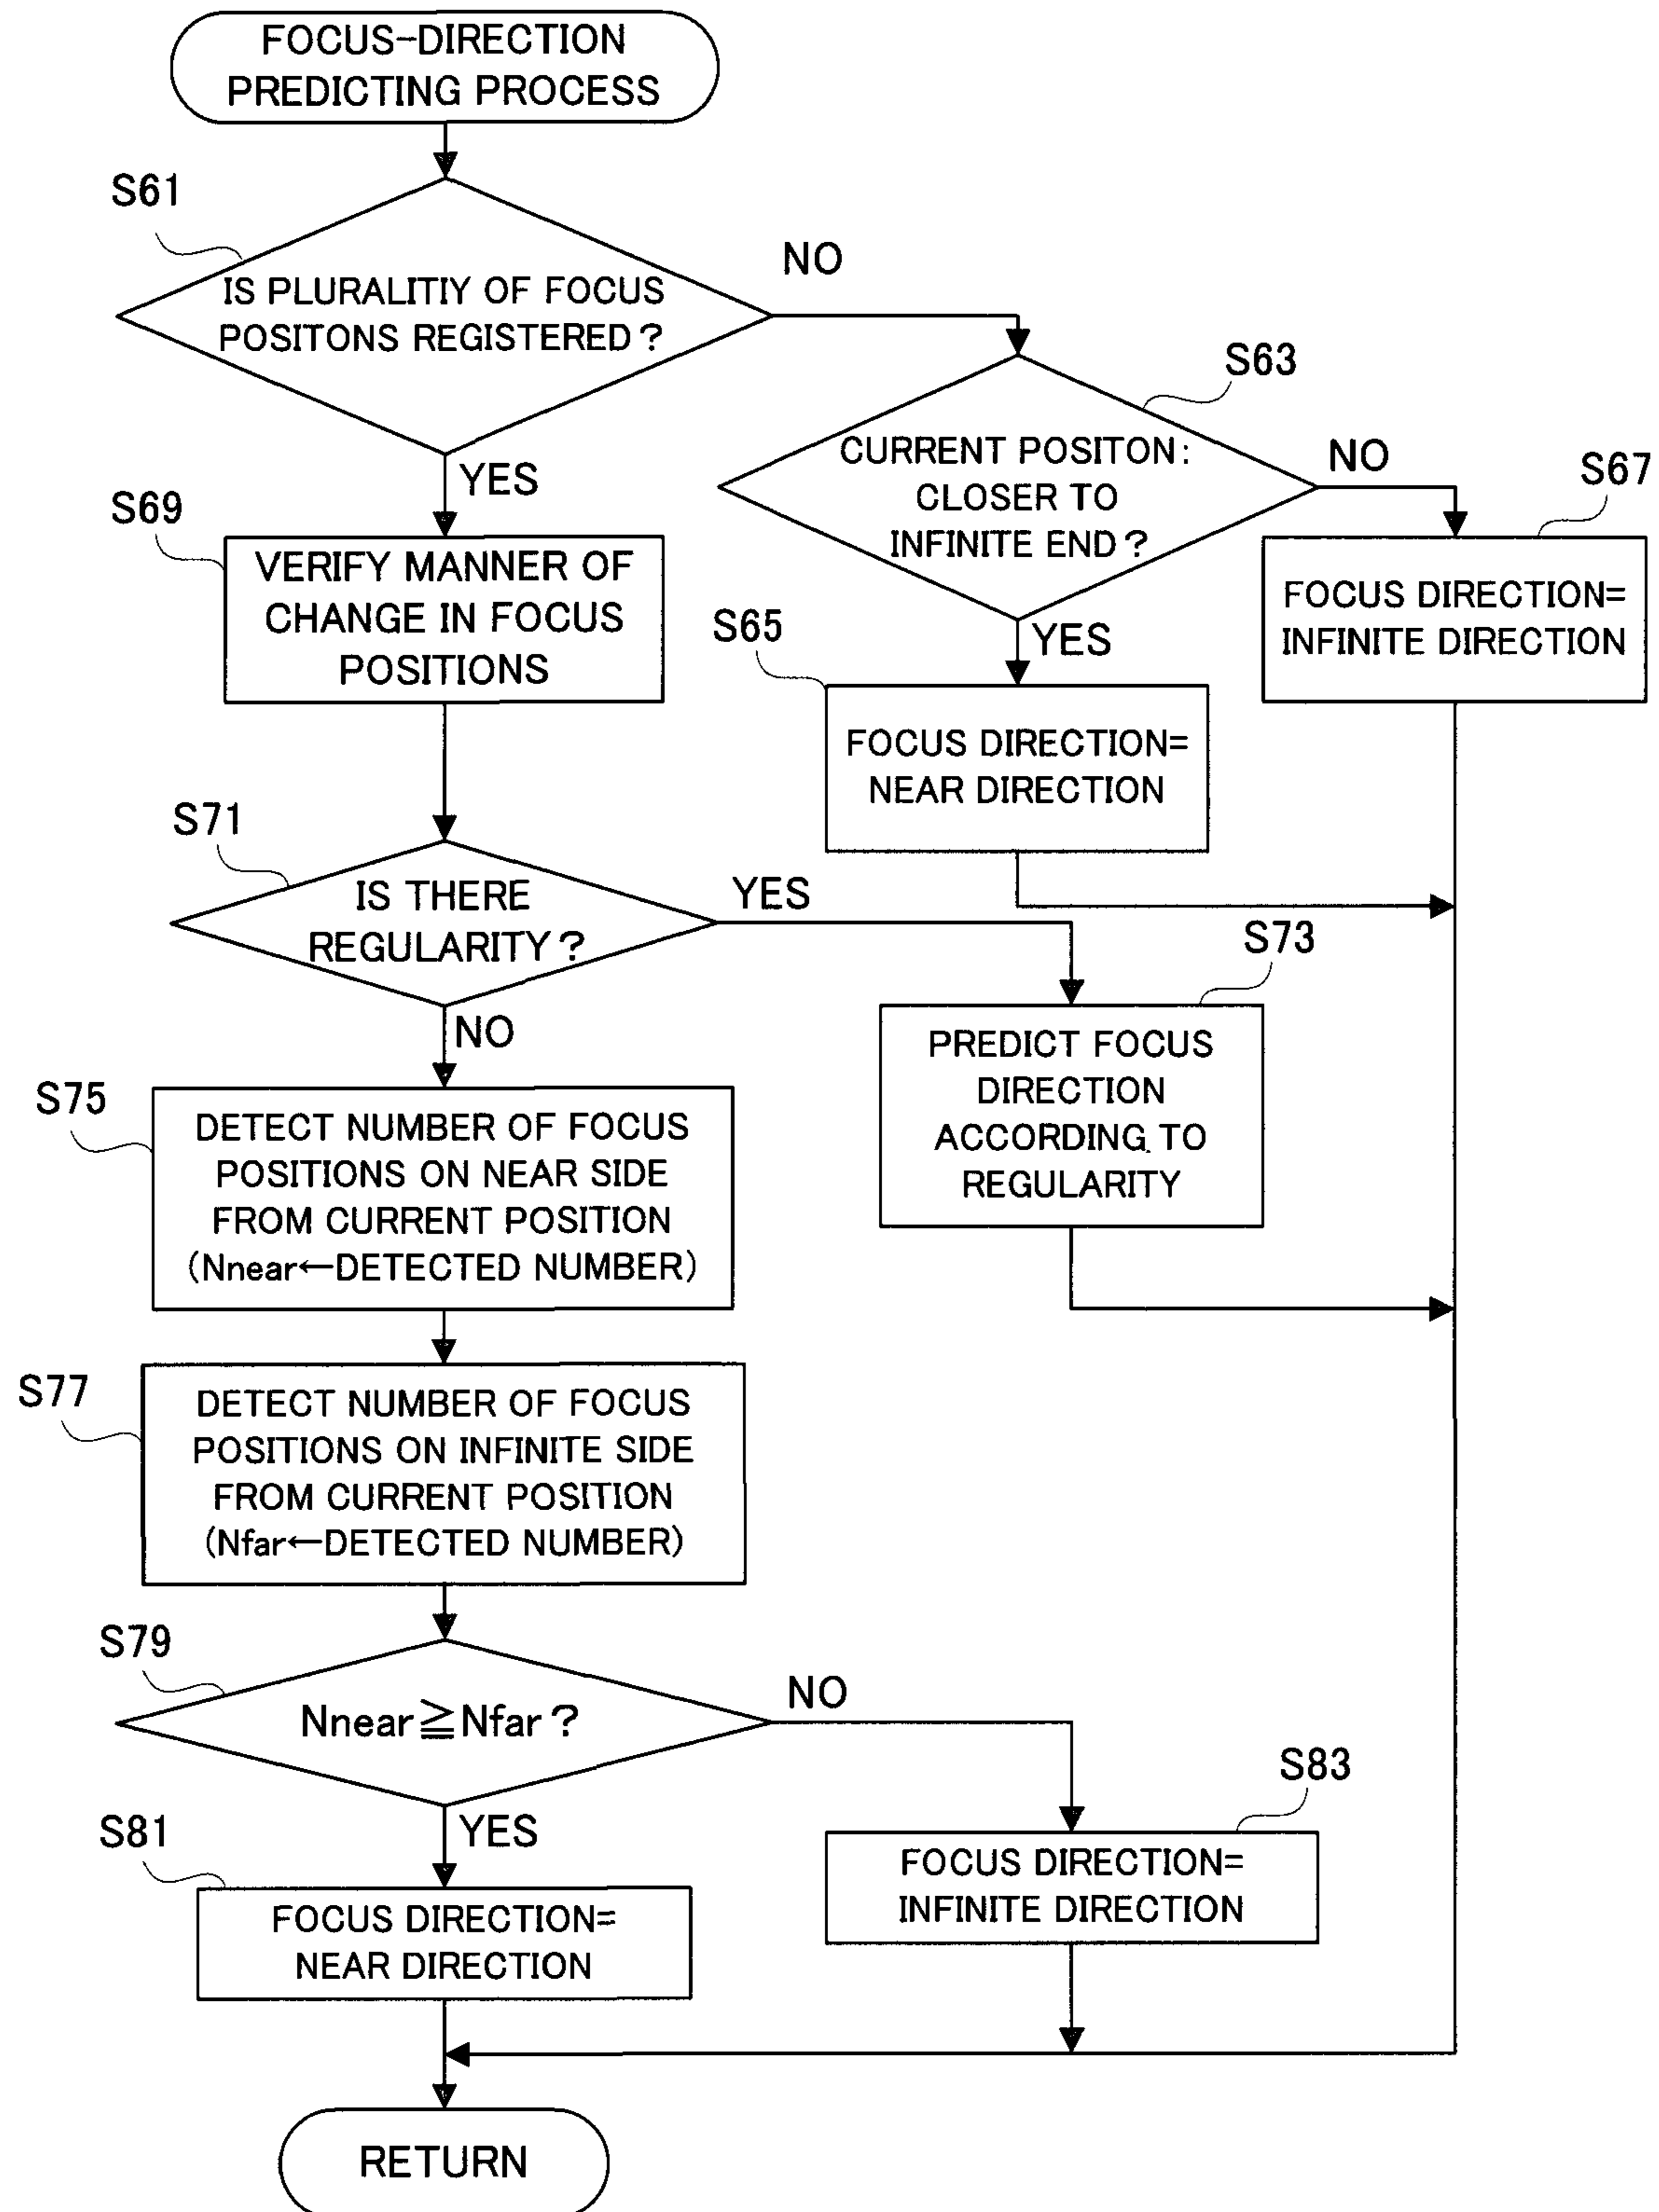 FOCUS-DIRECTION
PREDICTING PROCESS
S61
IS PLURALITIY OF FOCUS
POSITONS REGISTERED?
NO
YES
S63
CURRENT POSITON:
CLOSER TO
INFINITE END?
NO
YES
S67
FOCUS DIRECTION=
INFINITE DIRECTION
S65
FOCUS DIRECTION=
NEAR DIRECTION
S69
VERIFY MANNER OF
CHANGE IN FOCUS
POSITIONS
S71
IS THERE
REGULARITY?
YES
NO
S73
PREDICT FOCUS
DIRECTION
ACCORDING TO
REGULARITY
S75
DETECT NUMBER OF FOCUS
POSITIONS ON NEAR SIDE
FROM CURRENT POSITION
(Nnear←DETECTED NUMBER)
S77
DETECT NUMBER OF FOCUS
POSITIONS ON INFINITE SIDE
FROM CURRENT POSITION
(Nfar←DETECTED NUMBER)
S79
Nnear≧Nfar?
NO
YES
S83
FOCUS DIRECTION=
INFINITE DIRECTION
S81
FOCUS DIRECTION=
NEAR DIRECTION
RETURN